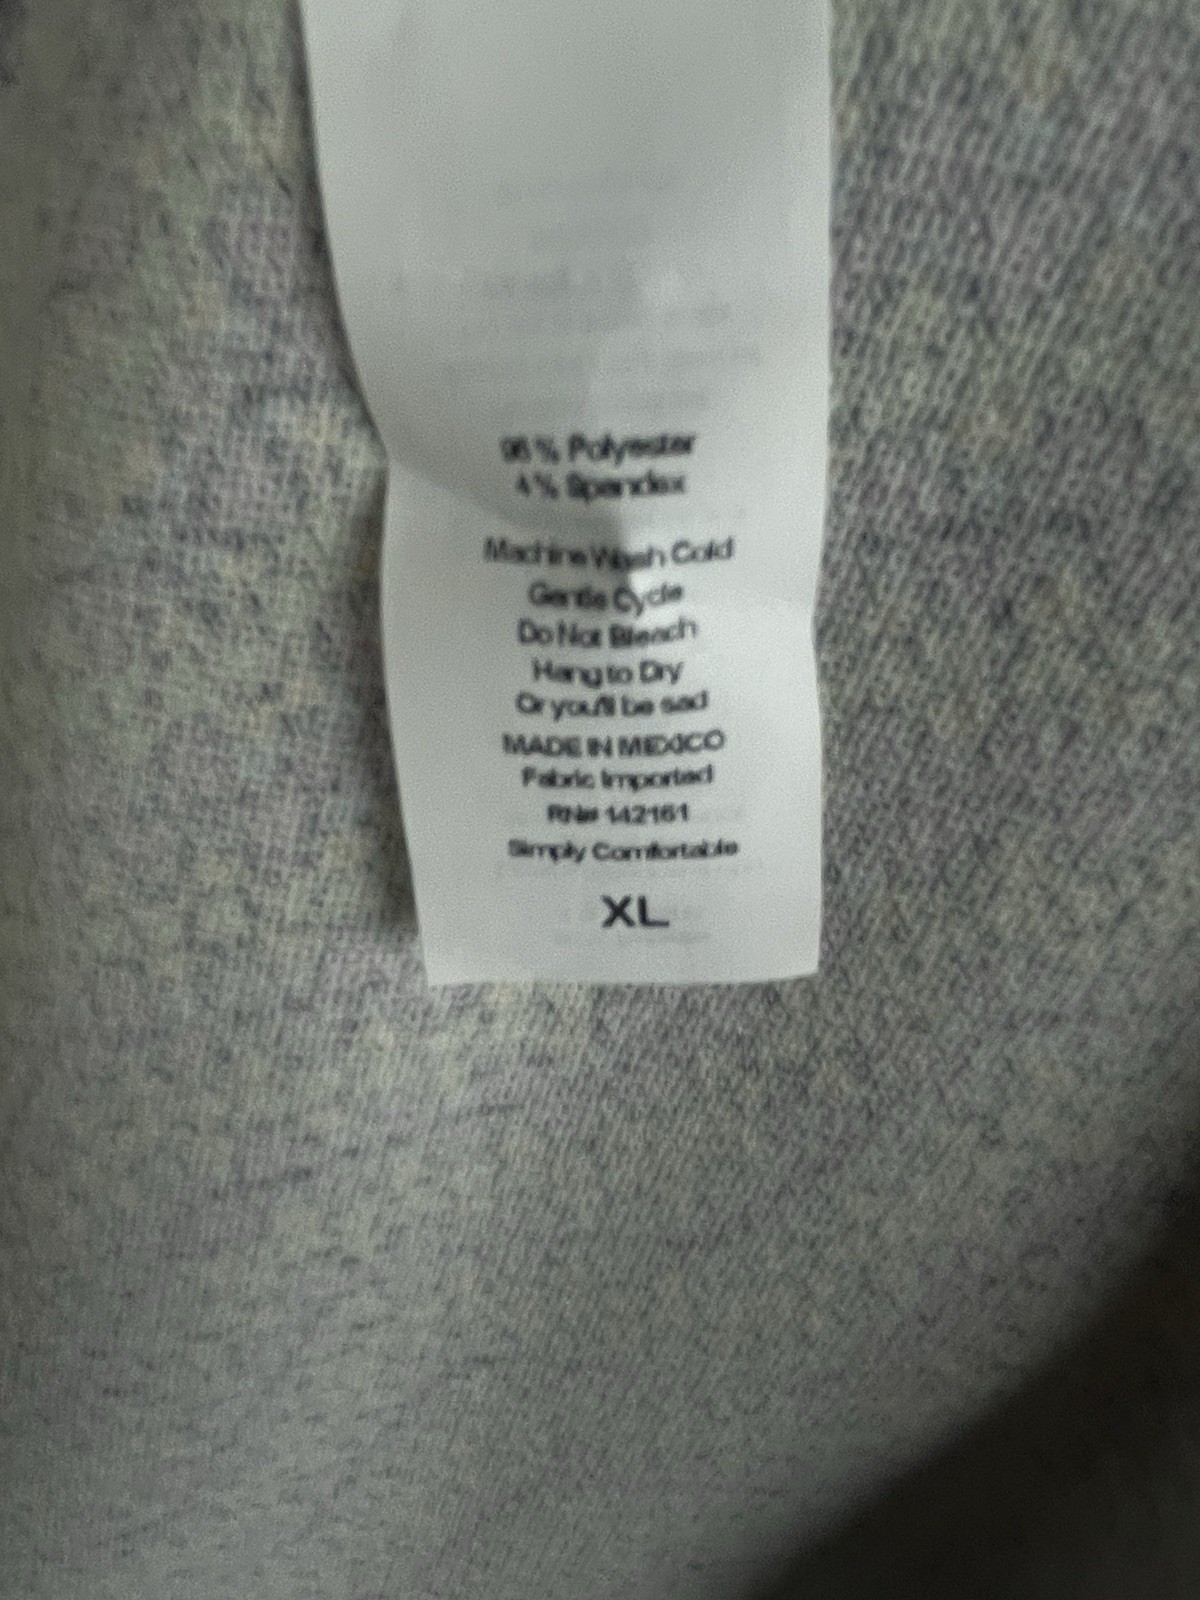 96% Polyester
4% Spandex
Machine Wash Cold
Gentle Cycle
Do Not Bleach
Hang to Dry
Or you'll be sad
MADE IN MEXICO
Fabric Imported
RN# 142161
Simply Comfortable
XL